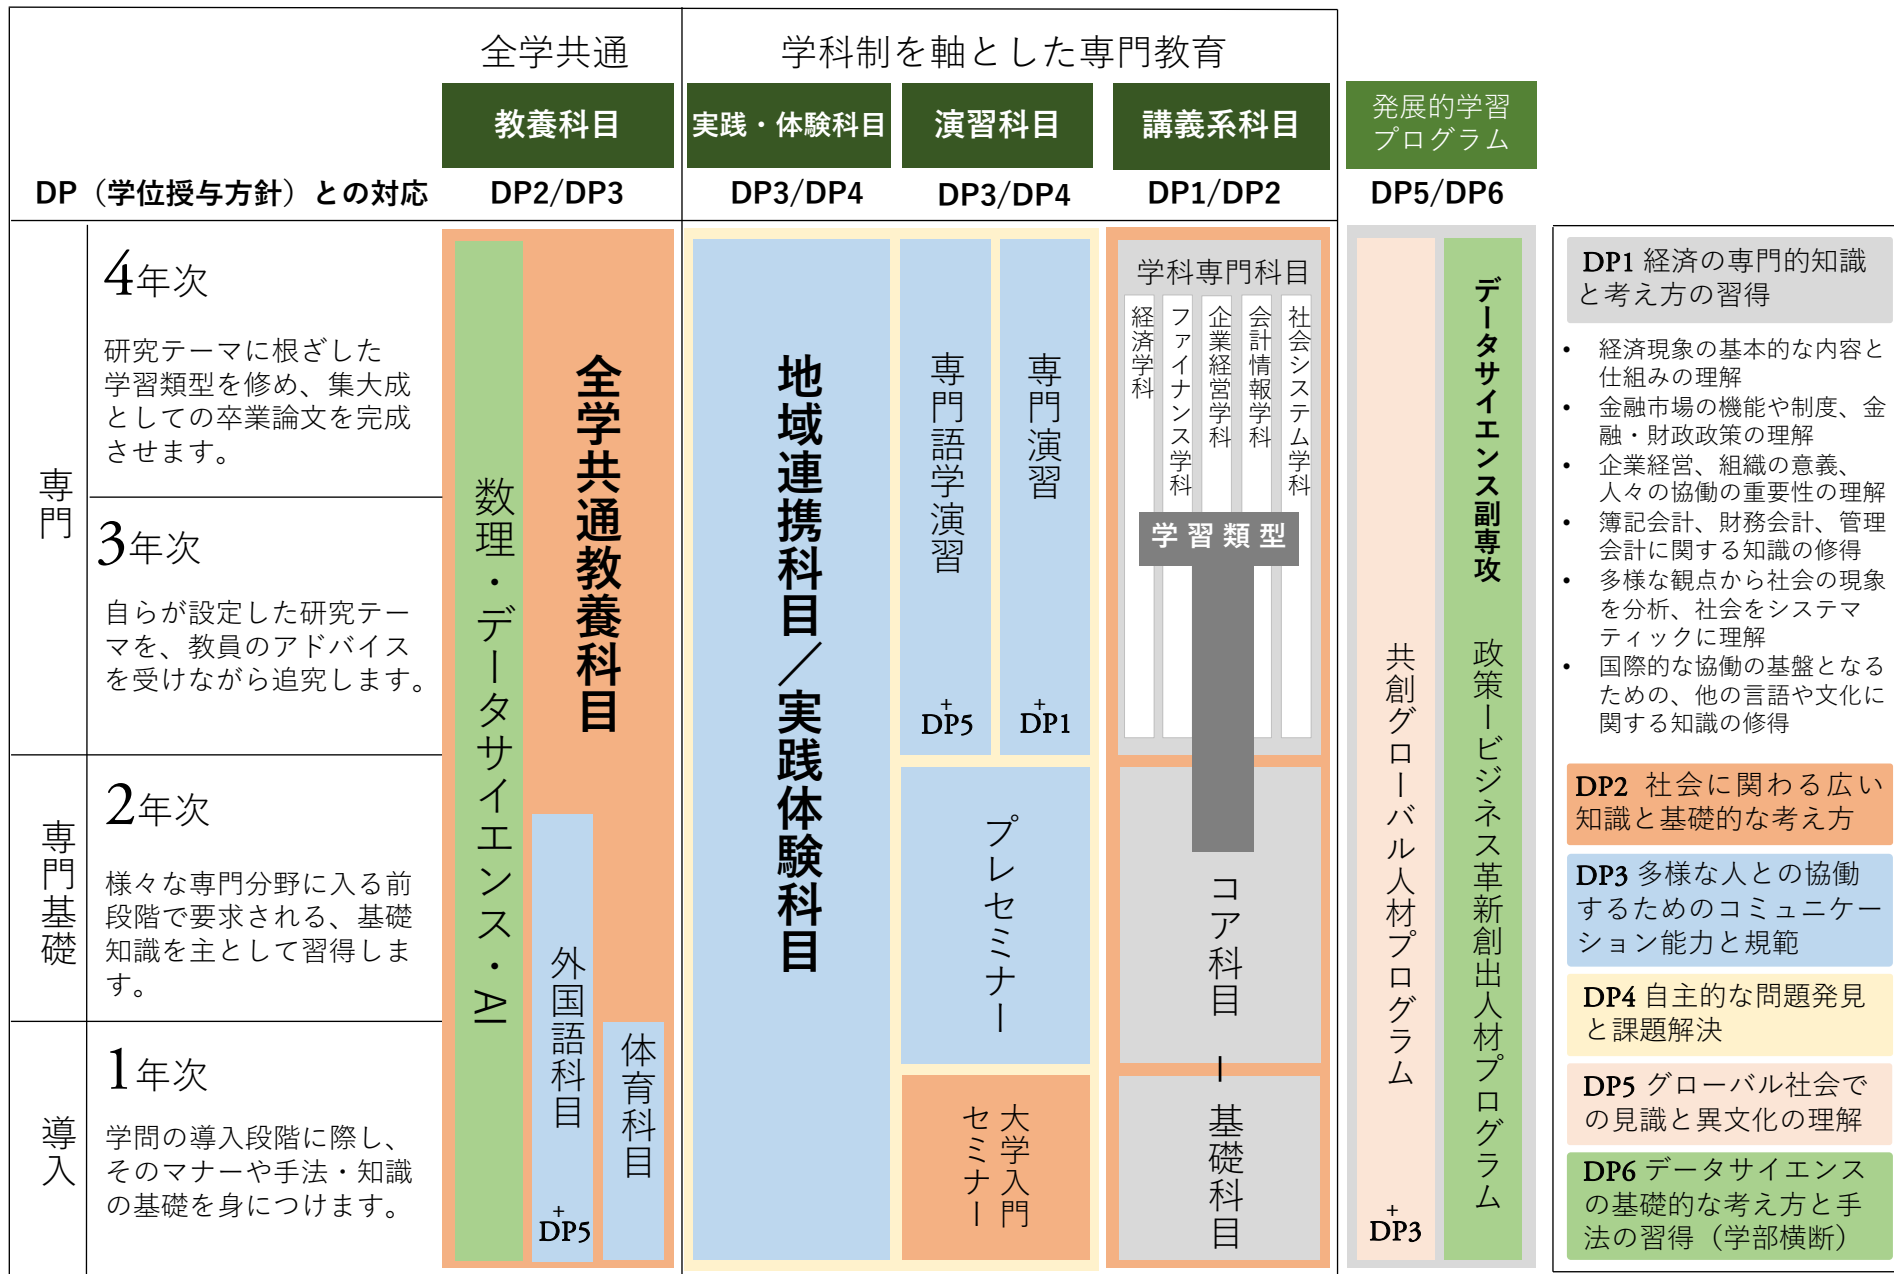 全学共通
学科制を軸とした専門教育
教養科目
実践・体験科目
演習科目
講義系科目
発展的学習
プログラム
DP（学位授与方針）との対応
DP2/DP3
DP3/DP4
DP3/DP4
DP1/DP2
DP5/DP6
専門
4年次
研究テーマに根ざした
学習類型を修め、集大成
としての卒業論文を完成
させます。
3年次
自らが設定した研究テー
マを、教員のアドバイス
を受けながら追究します。
専門基礎
2年次
様々な専門分野に入る前
段階で要求される、基礎
知識を主として習得しま
す。
導入
1年次
学問の導入段階に際し、
そのマナーや手法・知識
の基礎を身につけます。
数理・データサイエンス・AI
全学共通教養科目
外国語科目
+
DP5
体育科目
地域連携科目／実践体験科目
専門語学演習
+
DP5
専門演習
+
DP1
プレセミナー
大学入門
セミナー
学科専門科目
経済学科
ファイナンス学科
企業経営学科
会計情報学科
社会システム学科
学習類型
コア科目ー基礎科目
共創グローバル人材プログラム
+
DP3
データサイエンス副専攻
政策ービジネス革新創出人材プログラム
DP1 経済の専門的知識
と考え方の習得
• 経済現象の基本的な内容と
仕組みの理解
• 金融市場の機能や制度、金
融・財政政策の理解
• 企業経営、組織の意義、
人々の協働の重要性の理解
• 簿記会計、財務会計、管理
会計に関する知識の修得
• 多様な観点から社会の現象
を分析、社会をシステマ
ティックに理解
• 国際的な協働の基盤となる
ための、他の言語や文化に
関する知識の修得
DP2 社会に関わる広い
知識と基礎的な考え方
DP3 多様な人との協働
するためのコミュニケー
ション能力と規範
DP4 自主的な問題発見
と課題解決
DP5 グローバル社会で
の見識と異文化の理解
DP6 データサイエンス
の基礎的な考え方と手
法の習得（学部横断）